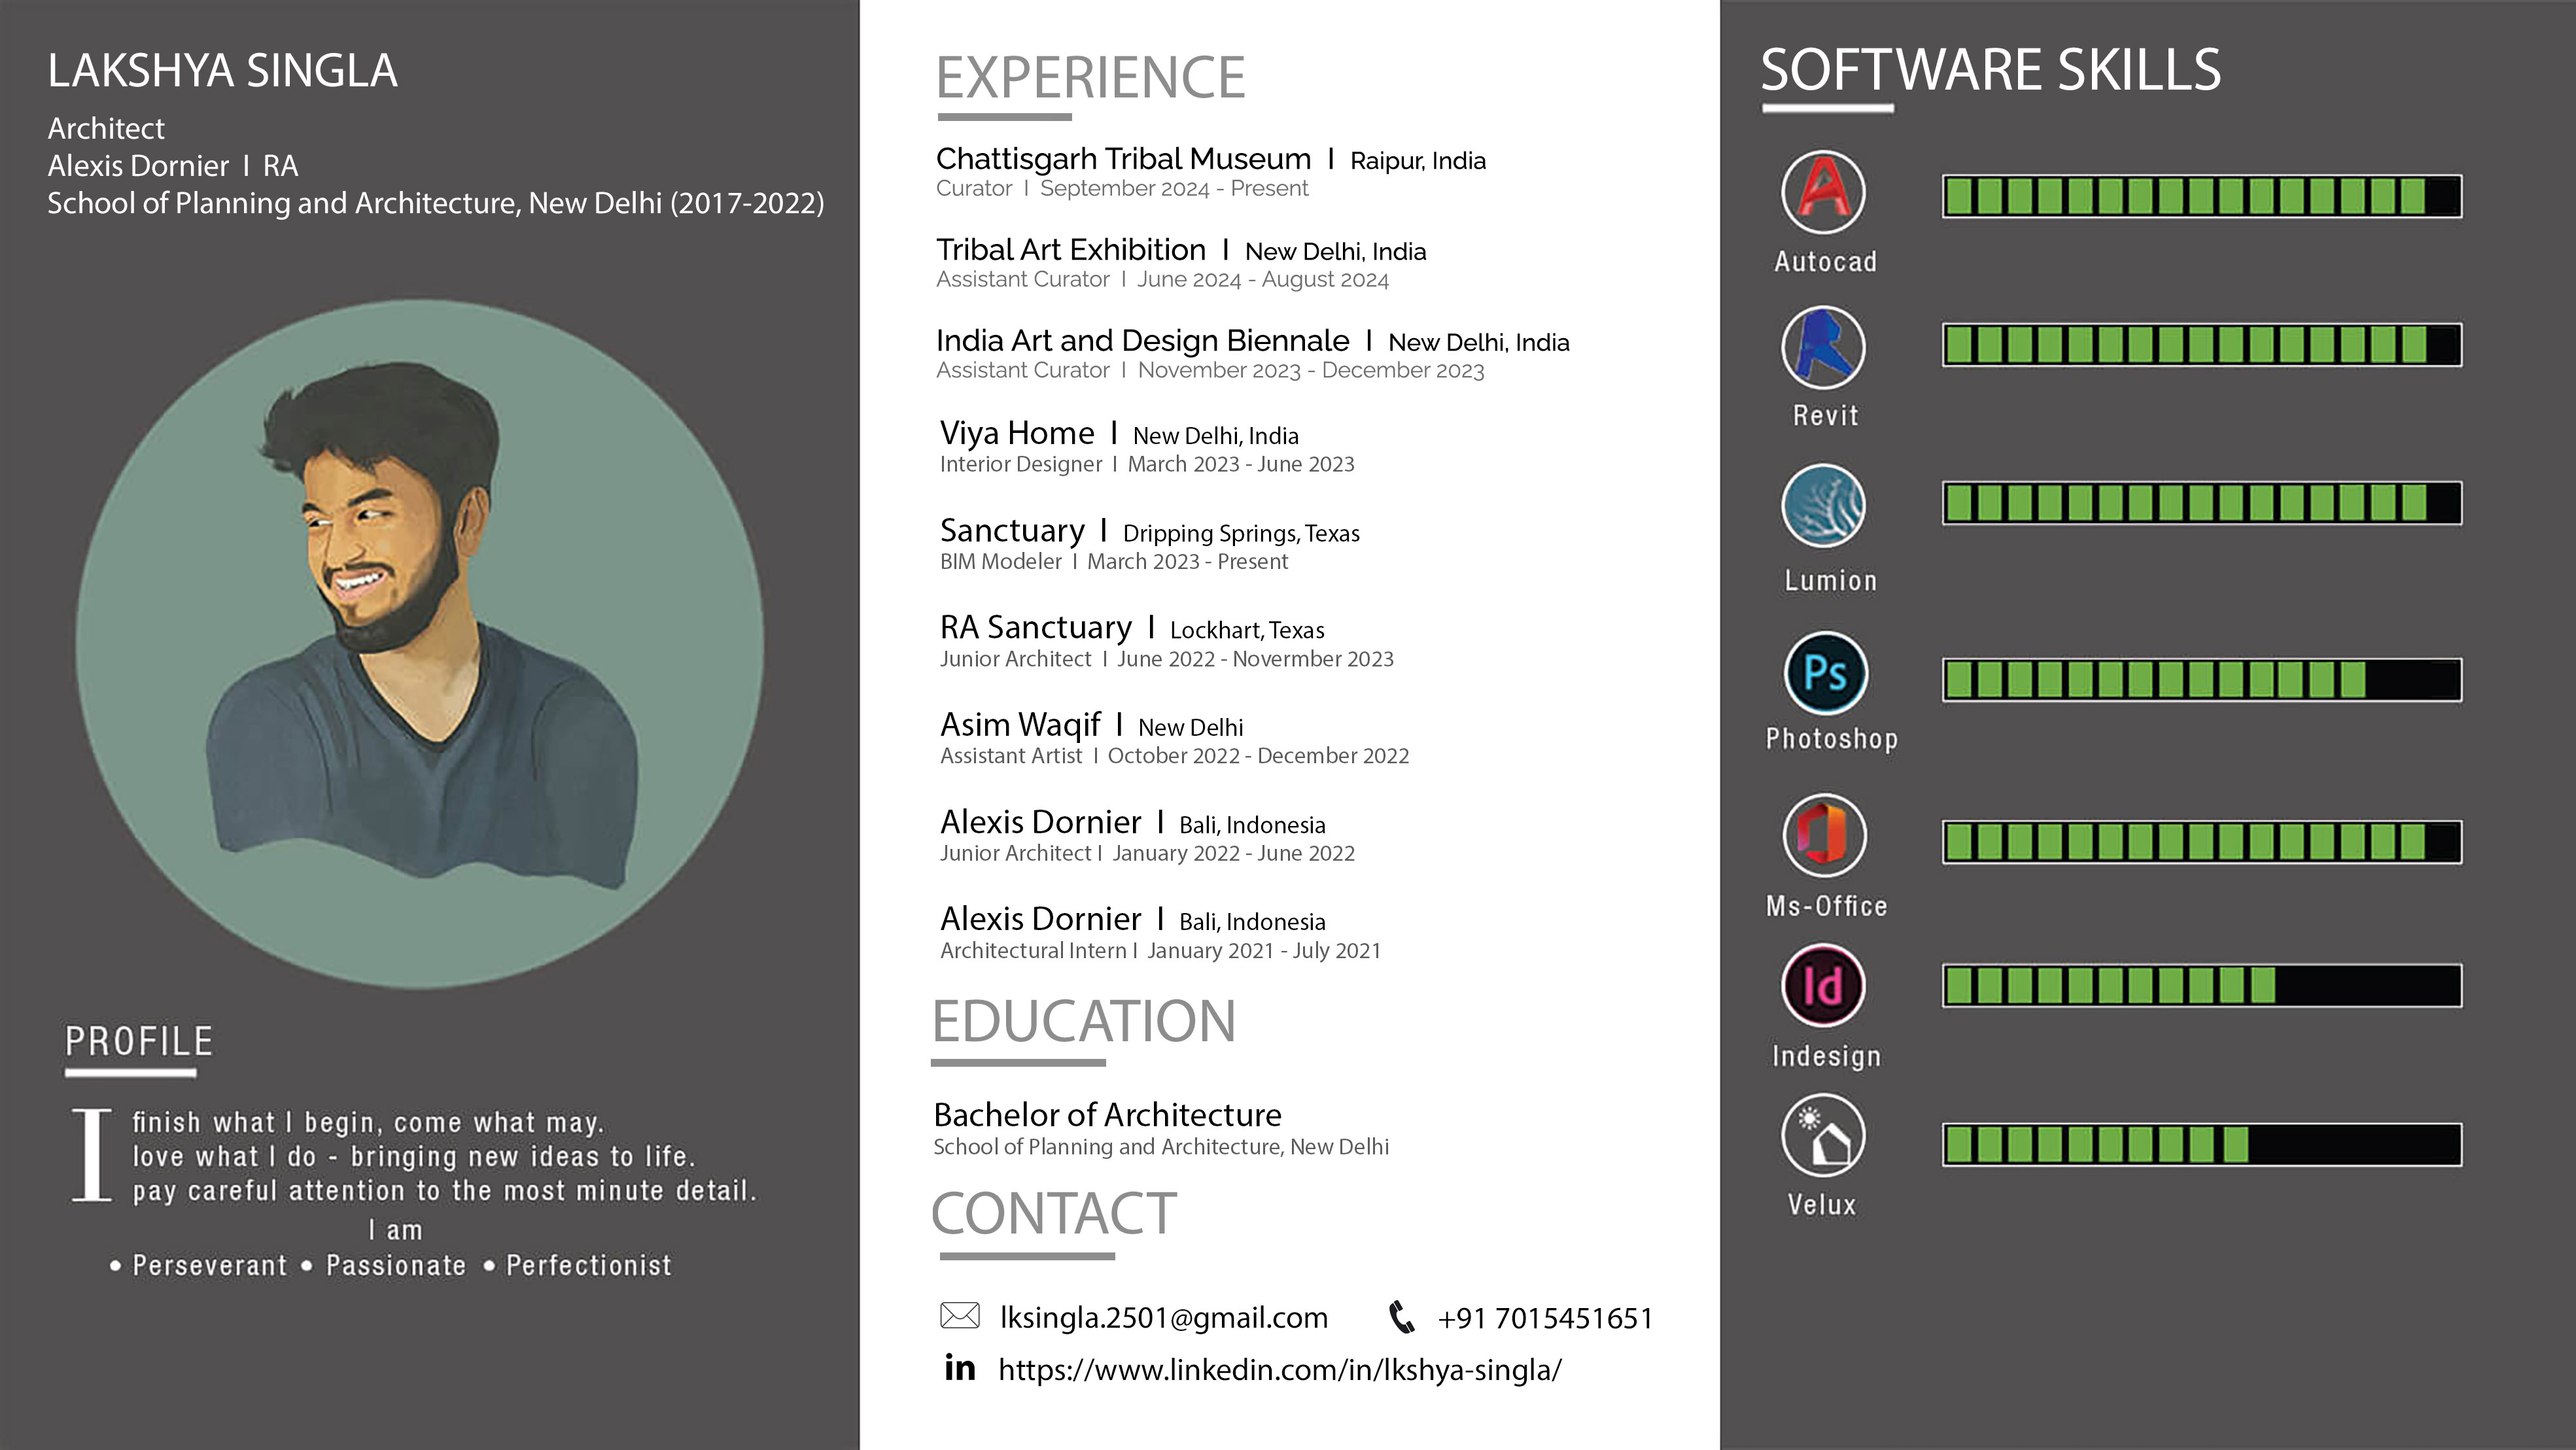 LAKSHYA SINGLA
Architect
Alexis Dornier I RA
School of Planning and Architecture, New Delhi (2017-2022)
PROFILE
I finish what I begin, come what may.
love what I do - bringing new ideas to life.
pay careful attention to the most minute detail.
I am
• Perseverant • Passionate • Perfectionist
EXPERIENCE
Chattisgarh Tribal Museum I Raipur, India
Curator I September 2024 - Present
Tribal Art Exhibition I New Delhi, India
Assistant Curator I June 2024 - August 2024
India Art and Design Biennale I New Delhi, India
Assistant Curator I November 2023 - December 2023
Viya Home I New Delhi, India
Interior Designer I March 2023 - June 2023
Sanctuary I Dripping Springs, Texas
BIM Modeler I March 2023 - Present
RA Sanctuary I Lockhart, Texas
Junior Architect I June 2022 - Novermber 2023
Asim Waqif I New Delhi
Assistant Artist I October 2022 - December 2022
Alexis Dornier I Bali, Indonesia
Junior Architect I January 2022 - June 2022
Alexis Dornier I Bali, Indonesia
Architectural Intern I January 2021 - July 2021
EDUCATION
Bachelor of Architecture
School of Planning and Architecture, New Delhi
CONTACT
lksingla.2501@gmail.com +91 7015451651
in https://www.linkedin.com/in/lkshya-singla/
SOFTWARE SKILLS
A
Autocad
R
Revit
Lumion
Ps
Photoshop
Ms-Office
Id
Indesign
Velux